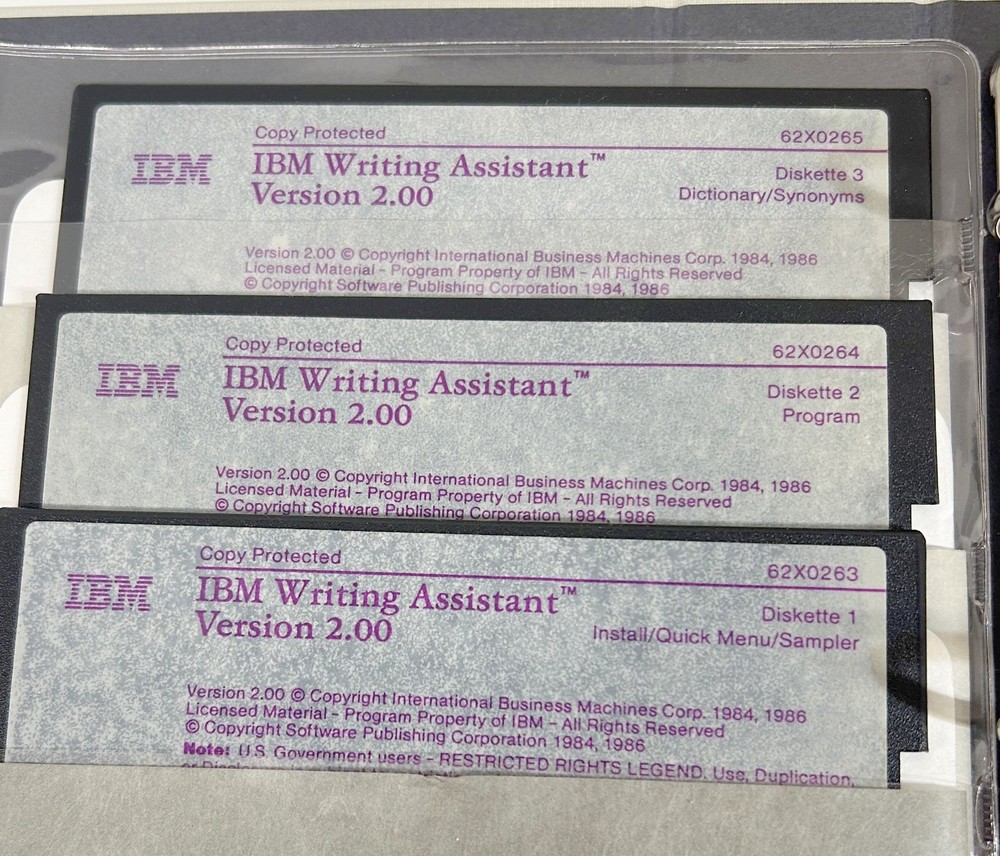 Copy Protected
62X0265
IBM
IBM Writing Assistant™
Diskette 3
Version 2.00
Dictionary/Synonyms
Version 2.00 © Copyright International Business Machines Corp. 1984, 1986
Licensed Material - Program Property of IBM - All Rights Reserved
© Copyright Software Publishing Corporation 1984, 1986
Copy Protected
62X0264
IBM
IBM Writing Assistant™
Diskette 2
Version 2.00
Program
Version 2.00 © Copyright International Business Machines Corp. 1984, 1986
Licensed Material - Program Property of IBM - All Rights Reserved
© Copyright Software Publishing Corporation 1984, 1986
Copy Protected
62X0263
IBM
IBM Writing Assistant™
Diskette 1
Version 2.00
Install/Quick Menu/Sampler
Version 2.00 © Copyright International Business Machines Corp. 1984, 1986
Licensed Material - Program Property of IBM - All Rights Reserved
© Copyright Software Publishing Corporation 1984, 1986
Note: U.S. Government users - RESTRICTED RIGHTS LEGEND. Use, Duplication,